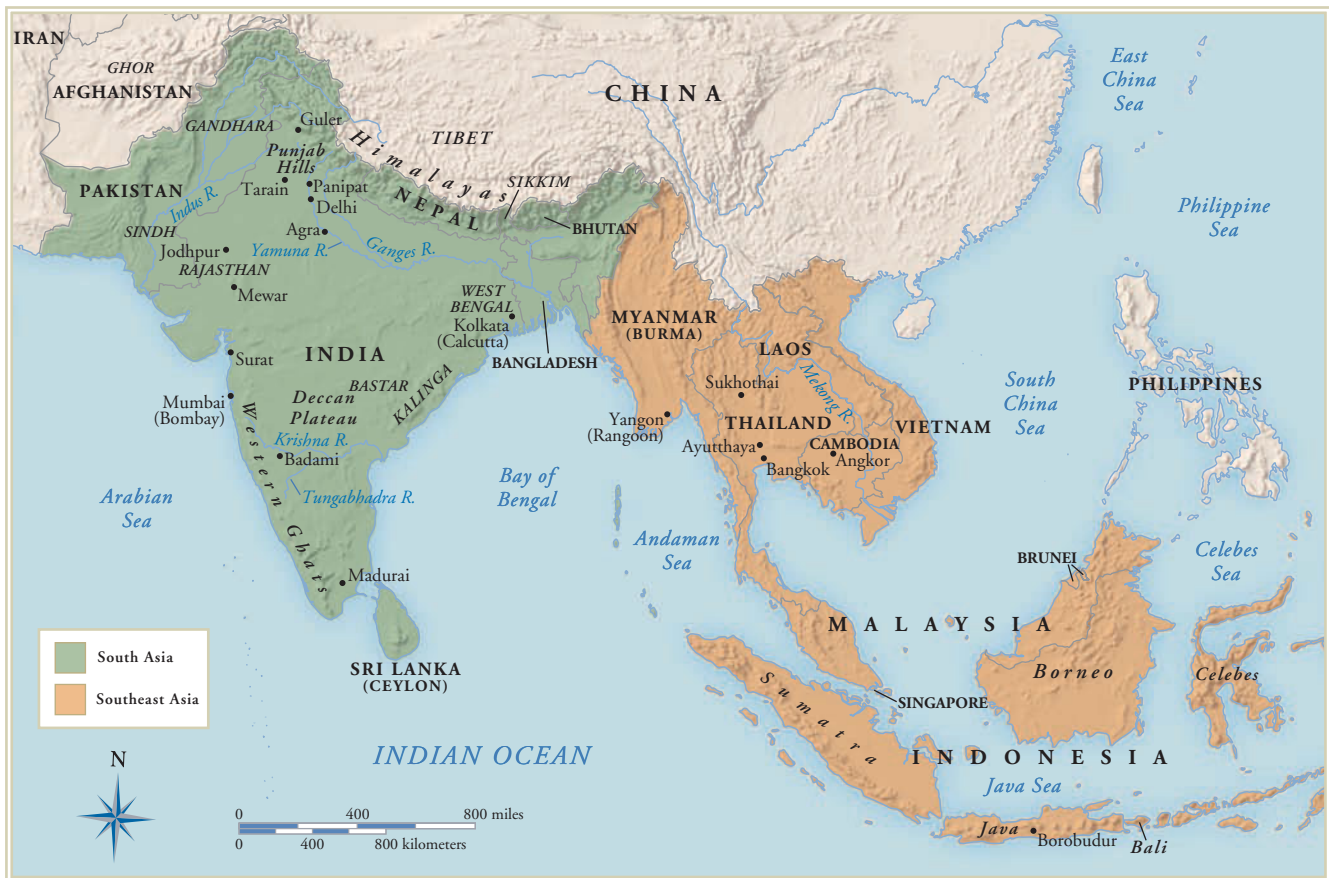 IRAN
GHOR
AFGHANISTAN
GANDHARA
Guler
Punjab
Hills
PAKISTAN
Tarain
Panipat
Delhi
Indus R.
SINDH
Agra
Jodhpur
Yamuna R.
Ganges R.
RAJASTHAN
Mewar
Himalayas
TIBET
CHINA
NEPAL
SIKKIM
BHUTAN
WEST
BENGAL
Kolkata
(Calcutta)
BANGLADESH
Surat
INDIA
BASTAR
KALINGA
Mumbai
(Bombay)
Deccan
Plateau
Krishna R.
Badami
Tungabhadra R.
Western Ghats
Madurai
Arabian
Sea
Bay of
Bengal
SRI LANKA
(CEYLON)
INDIAN OCEAN
East
China
Sea
Philippine
Sea
MYANMAR
(BURMA)
LAOS
Sukhothai
Mekong R.
Yangon
(Rangoon)
THAILAND
VIETNAM
Ayutthaya
CAMBODIA
Angkor
Bangkok
South
China
Sea
PHILIPPINES
Andaman
Sea
BRUNEI
Celebes
Sea
MALAYSIA
Borneo
Celebes
SINGAPORE
Sumatra
INDONESIA
Java Sea
Java
Borobudur
Bali
South Asia
Southeast Asia
N
0 400 800 miles
0 400 800 kilometers